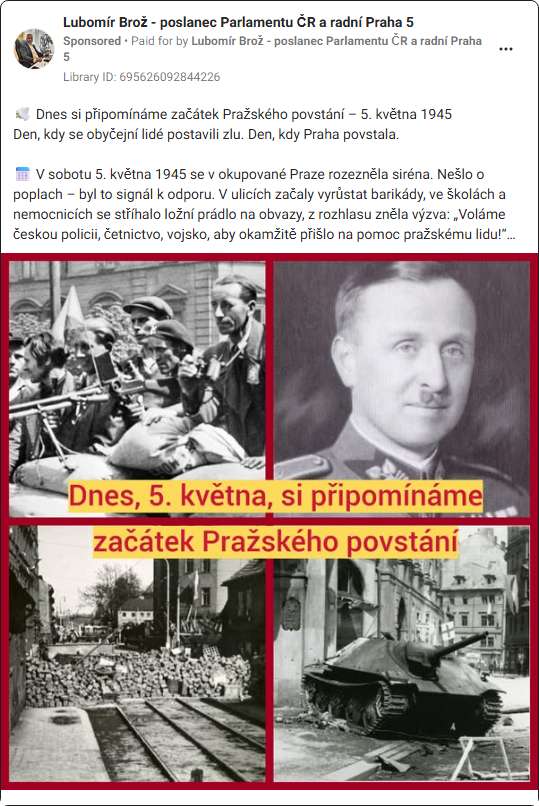 Lubomír Brož - poslanec Parlamentu ČR a radní Praha 5
Sponsored • Paid for by Lubomír Brož - poslanec Parlamentu ČR a radní Praha
5
Library ID: 695626092844226
🕊️ Dnes si připomínáme začátek Pražského povstání – 5. května 1945
Den, kdy se obyčejní lidé postavili zlu. Den, kdy Praha povstala.
🗓️ V sobotu 5. května 1945 se v okupované Praze rozezněla siréna. Nešlo o
poplach – byl to signál k odporu. V ulicích začaly vyrůstat barikády, ve školách a
nemocnicích se stříhalo ložní prádlo na obvazy, z rozhlasu zněla výzva: „Voláme
českou policii, četnictvo, vojsko, aby okamžitě přišlo na pomoc pražskému lidu!“...
Dnes, 5. května, si připomínáme
začátek Pražského povstání